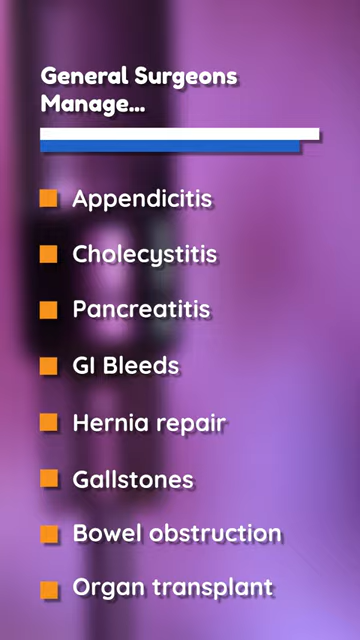 General Surgeons
Manage...
Appendicitis
Cholecystitis
Pancreatitis
GI Bleeds
Hernia repair
Gallstones
Bowel obstruction
Organ transplant